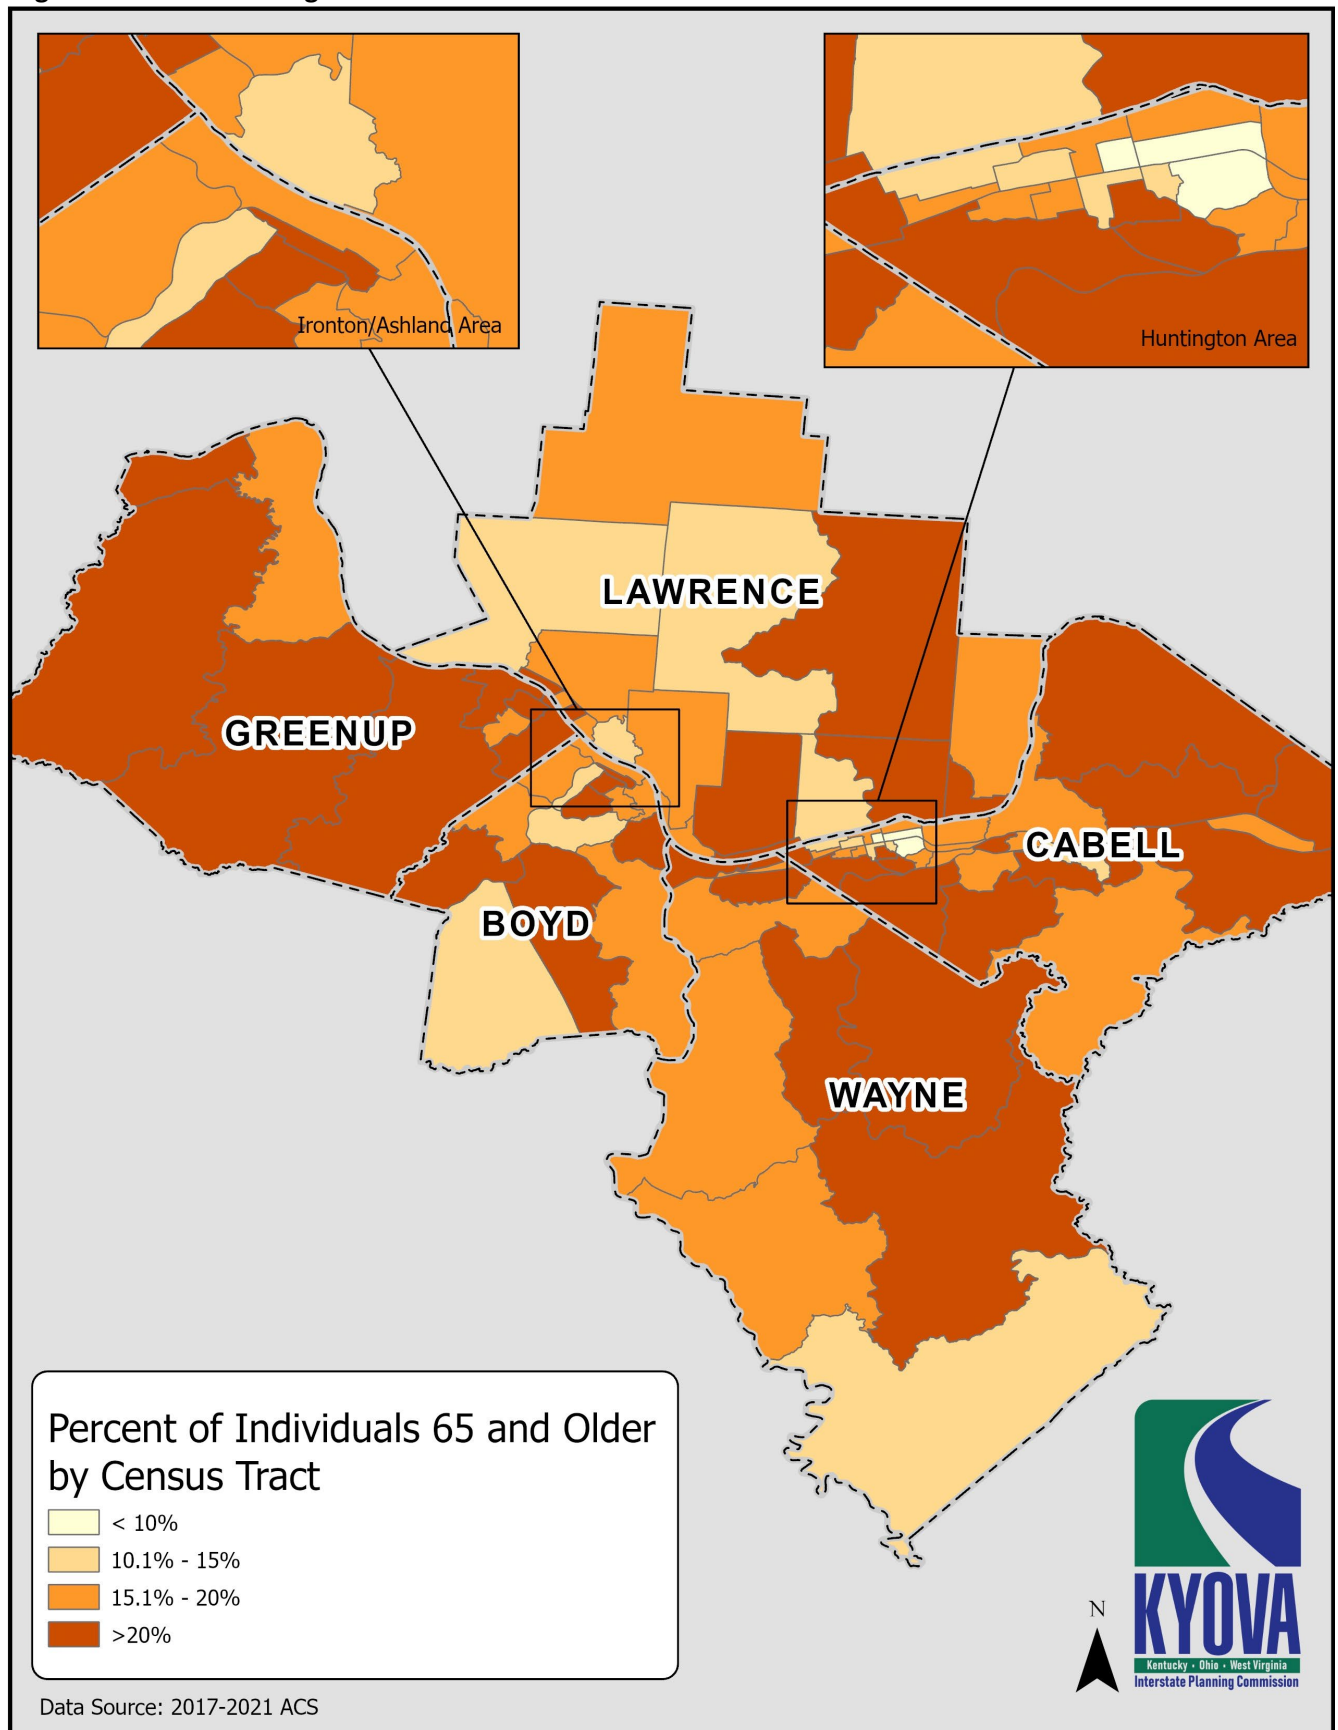 Ironton/Ashland Area
Huntington Area
LAWRENCE
GREENUP
CABELL
BOYD
WAYNE
Percent of Individuals 65 and Older
by Census Tract
< 10%
10.1% - 15%
15.1% - 20%
>20%
Data Source: 2017-2021 ACS
N
KYOVA
Kentucky • Ohio • West Virginia
Interstate Planning Commission